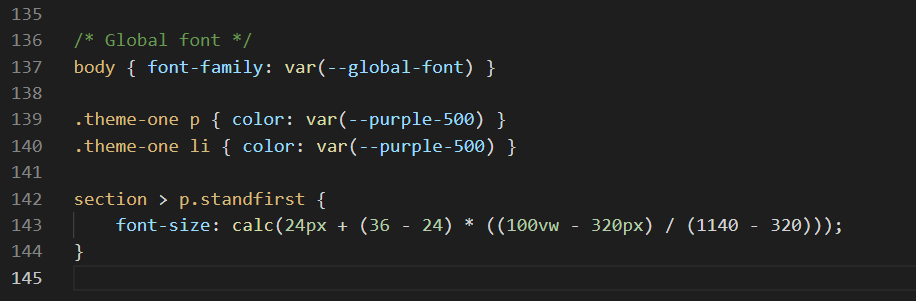 135
136 /* Global font */
137 body { font-family: var(--global-font) }
138
139 .theme-one p { color: var(--purple-500) }
140 .theme-one li { color: var(--purple-500) }
141
142 section > p.standfirst {
143     font-size: calc(24px + (36 - 24) * ((100vw - 320px) / (1140 - 320)));
144 }
145